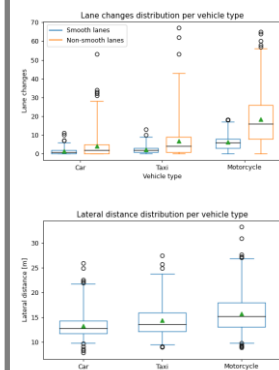 Lane changes distribution per vehicle type
Smooth lanes
Non-smooth lanes
Lane changes
70
60
50
40
30
20
10
0
Car
Taxi
Motorcycle
Vehicle type
Lateral distance distribution per vehicle type
Lateral distance [m]
30
25
20
15
10
Car
Taxi
Motorcycle